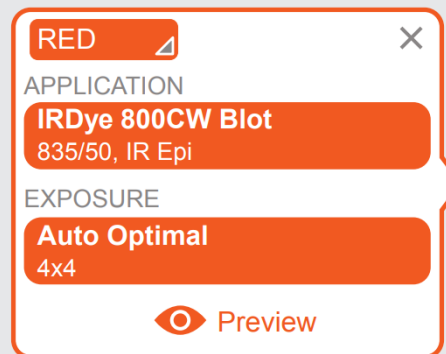 RED
APPLICATION
IRDye 800CW Blot
835/50, IR Epi
EXPOSURE
Auto Optimal
4x4
Preview